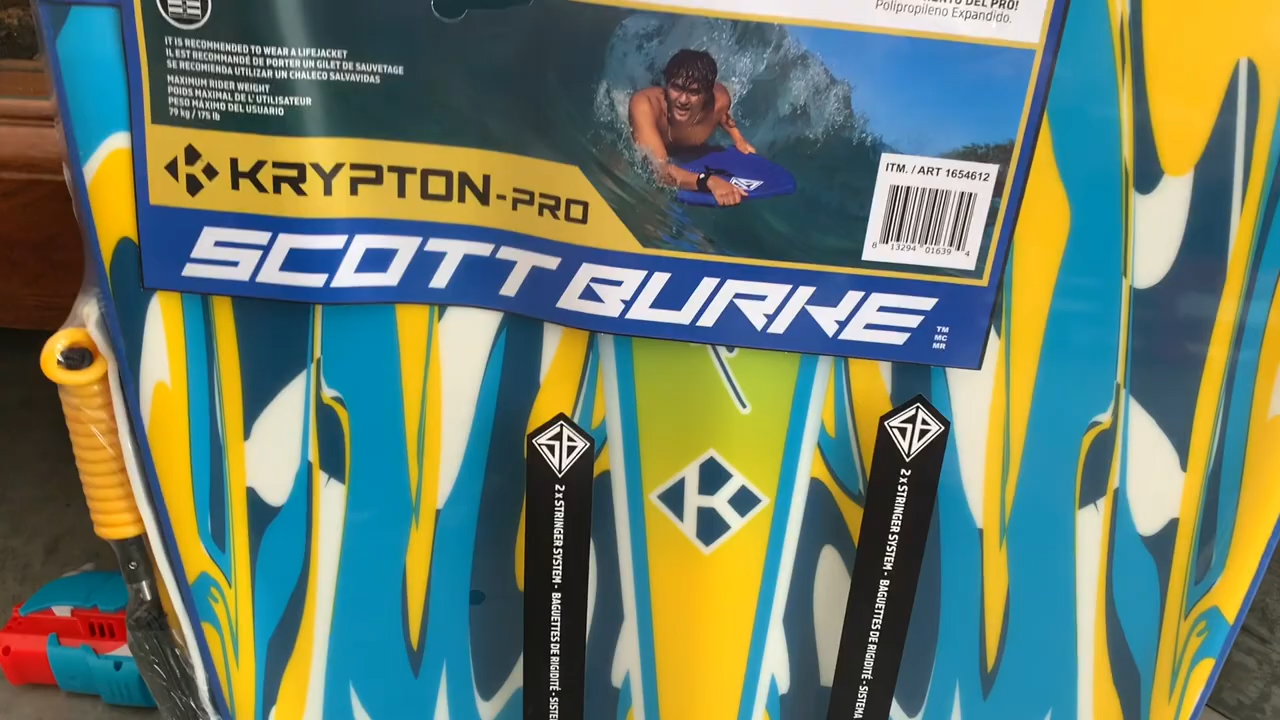 MENTO DEL PRO!
Polipropileno Expandido.
IT IS RECOMMENDED TO WEAR A LIFEJACKET
IL EST RECOMMANDÉ DE PORTER UN GILET DE SAUVETAGE
SE RECOMIENDA UTILIZAR UN CHALECO SALVAVIDAS
MAXIMUM RIDER WEIGHT
POIDS MAXIMAL DE L'UTILISATEUR
PESO MÁXIMO DEL USUARIO
79 kg / 175 lb
ITM. / ART 1654612
8 13294 01639 4
KRYPTON-PRO
SCOTT BURKE
TM
MC
MR
K
SB
2 x STRINGER SYSTEM - BAGUETTES DE RIGIDITÉ - SISTE
SB
2 x STRINGER SYSTEM - BAGUETTES DE RIGIDITÉ - SISTEMA